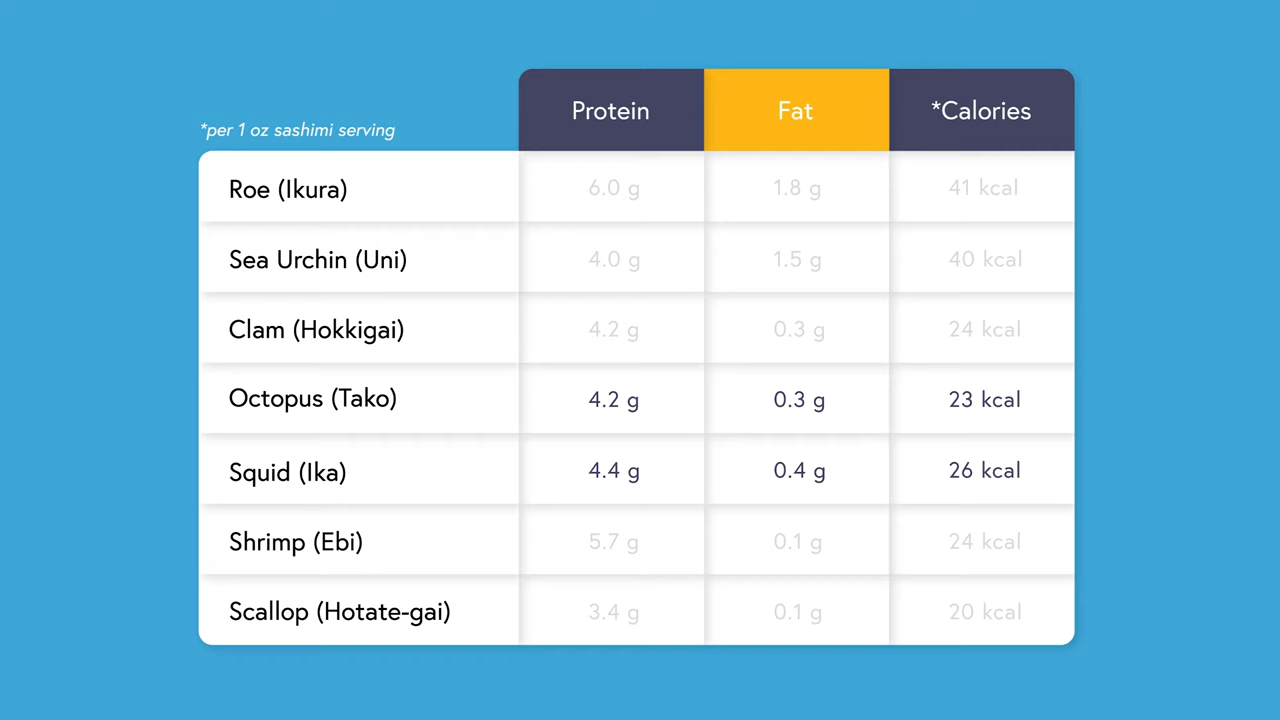 Protein Fat *Calories
*per 1 oz sashimi serving
Roe (Ikura) 6.0 g 1.8 g 41 kcal
Sea Urchin (Uni) 4.0 g 1.5 g 40 kcal
Clam (Hokkigai) 4.2 g 0.3 g 24 kcal
Octopus (Tako) 4.2 g 0.3 g 23 kcal
Squid (Ika) 4.4 g 0.4 g 26 kcal
Shrimp (Ebi) 5.7 g 0.1 g 24 kcal
Scallop (Hotate-gai) 3.4 g 0.1 g 20 kcal